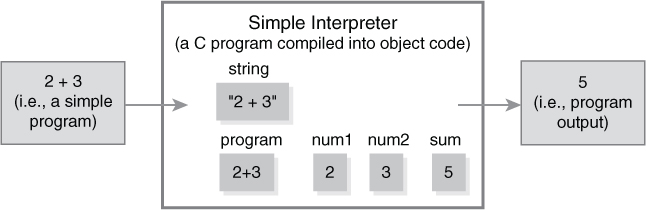 Simple Interpreter
(a C program compiled into object code)
2 + 3
(i.e., a simple
program)
string
"2 + 3"
program
num1
num2
sum
2+3
2
3
5
5
(i.e., program
output)